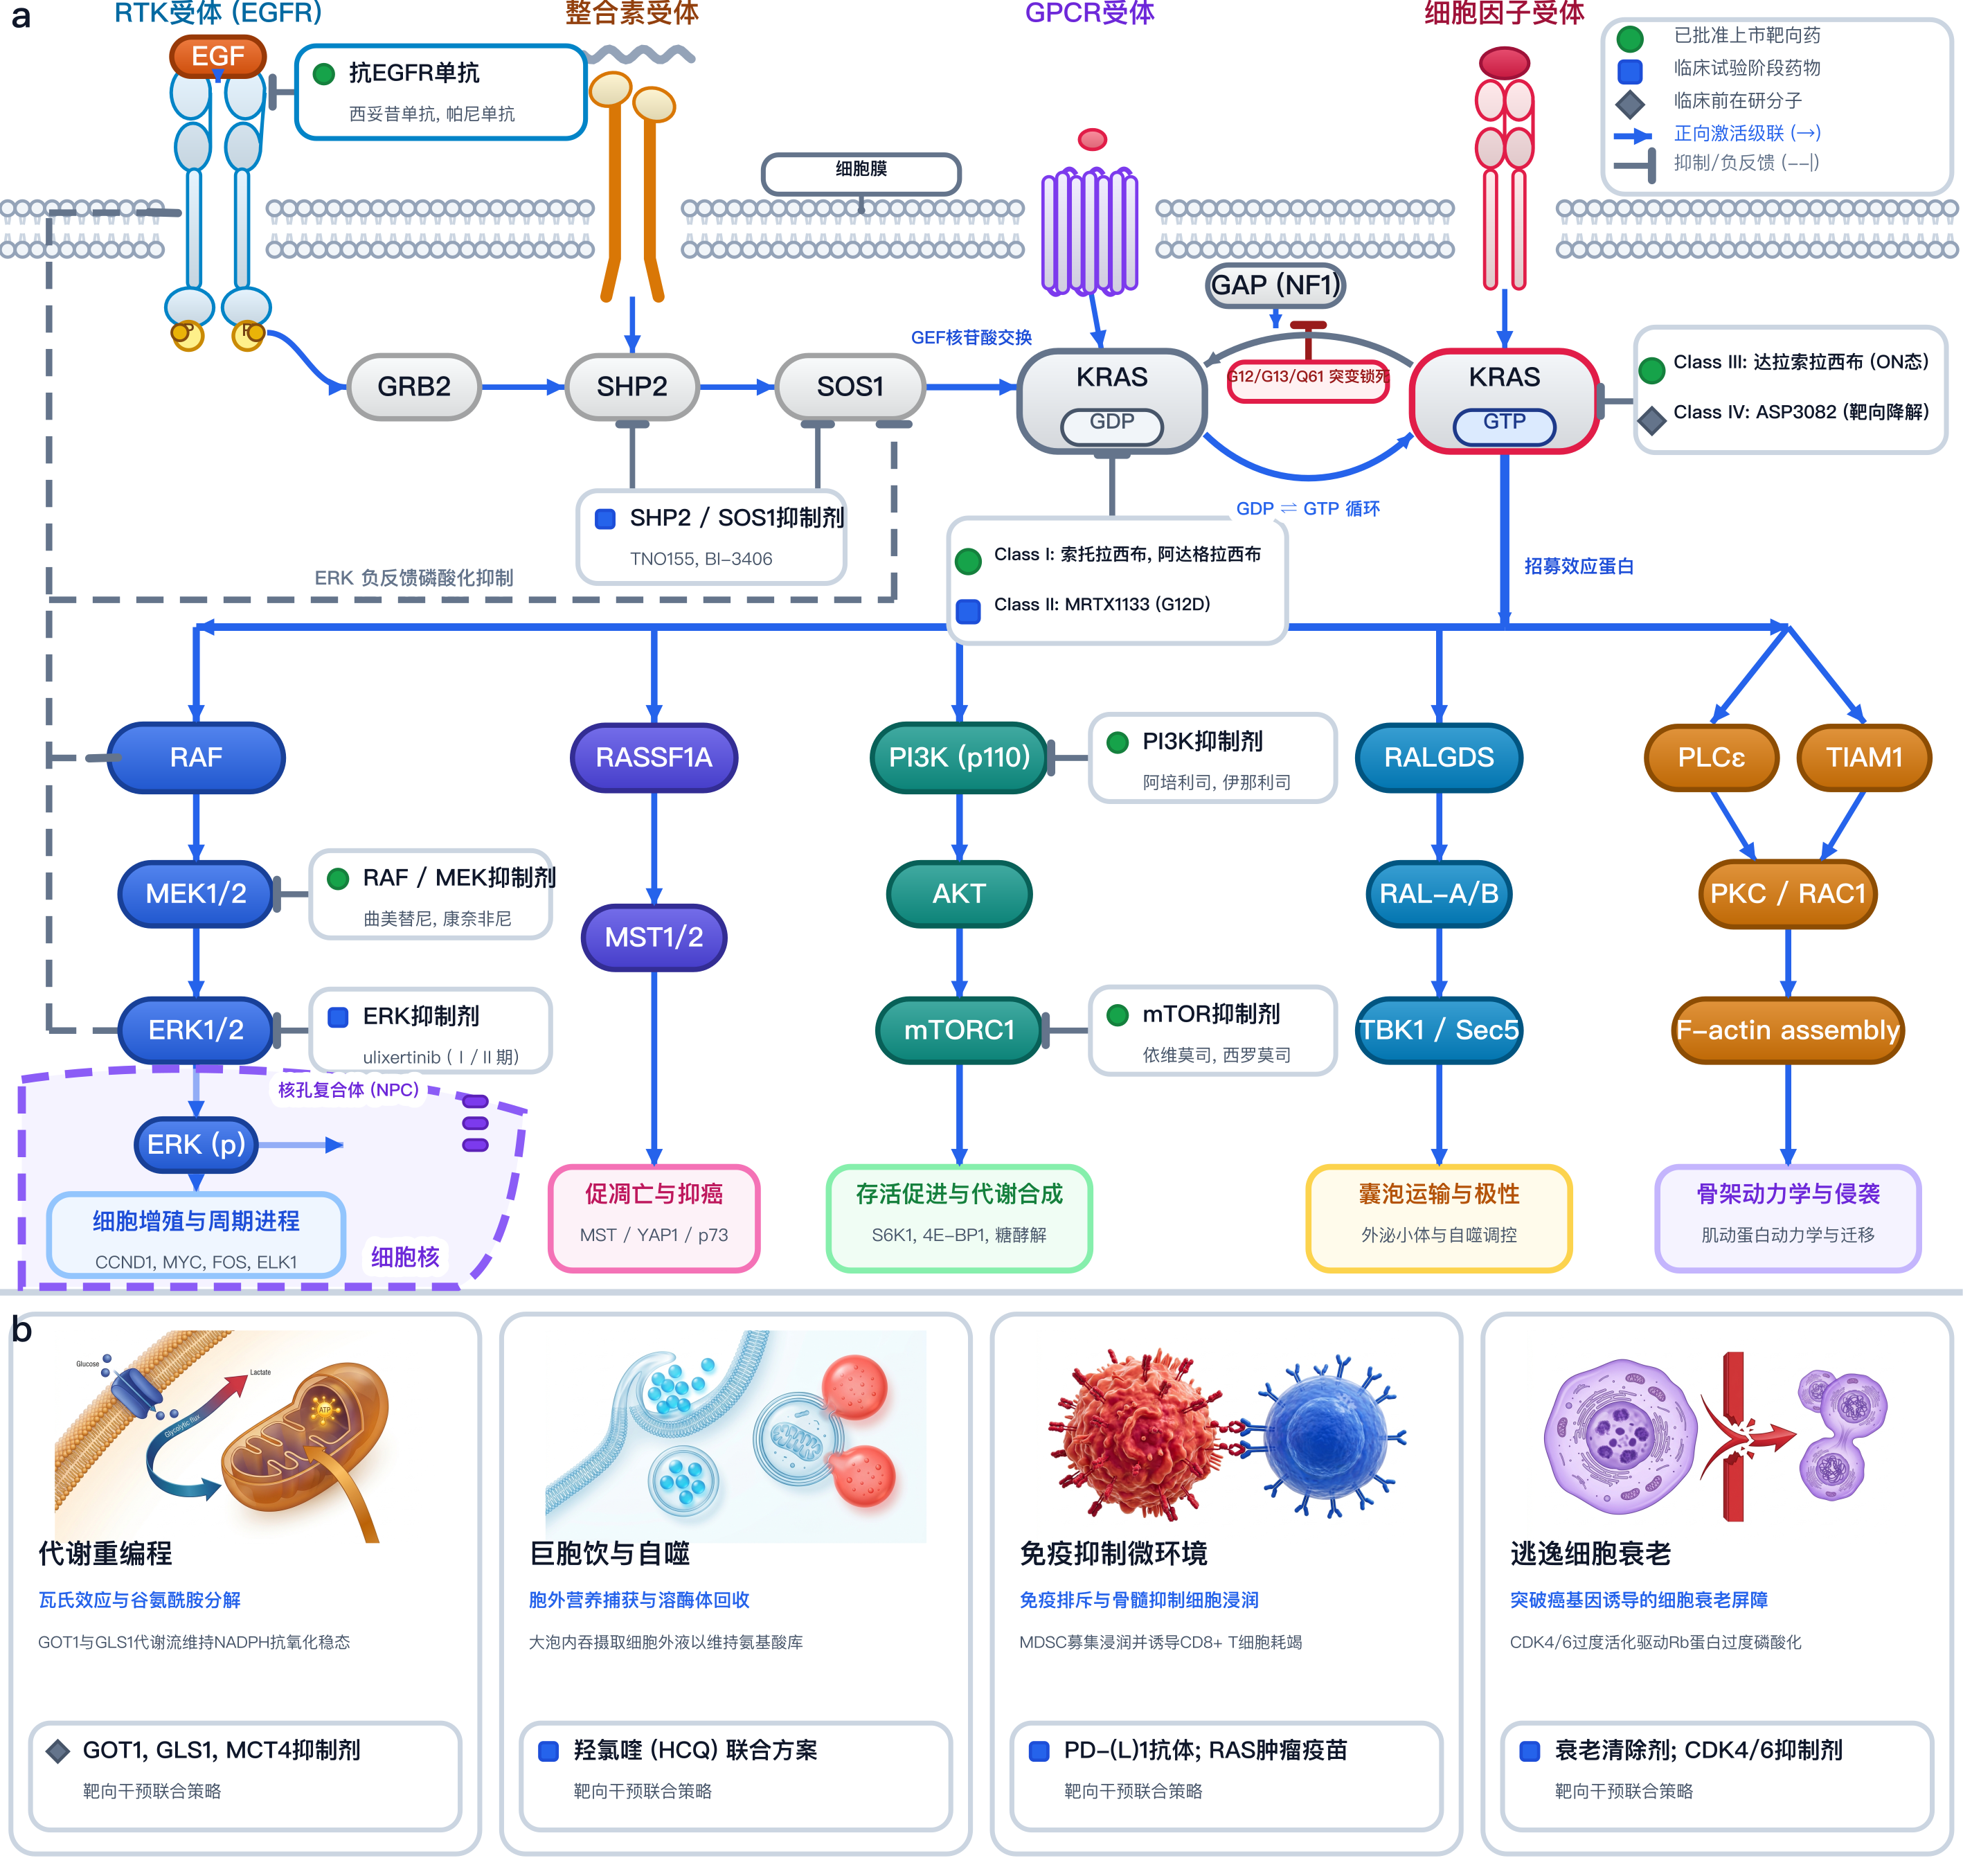 a
RTK受体 (EGFR)
整合素受体
GPCR受体
细胞因子受体
EGF
抗EGFR单抗
西妥昔单抗, 帕尼单抗
已批准上市靶向药
临床试验阶段药物
临床前在研分子
正向激活级联 (→)
抑制/负反馈 (--|)
细胞膜
P
P
GAP (NF1)
GEF核苷酸交换
GRB2
SHP2
SOS1
KRAS
GDP
G12/G13/Q61 突变锁死
KRAS
GTP
Class III: 达拉索拉西布 (ON态)
Class IV: ASP3082 (靶向降解)
SHP2 / SOS1抑制剂
TNO155, BI-3406
GDP ⇌ GTP 循环
Class I: 索托拉西布, 阿达格拉西布
Class II: MRTX1133 (G12D)
招募效应蛋白
ERK 负反馈磷酸化抑制
RAF
RASSF1A
PI3K (p110)
PI3K抑制剂
阿培利司, 伊那利司
RALGDS
PLCε
TIAM1
MEK1/2
RAF / MEK抑制剂
曲美替尼, 康奈非尼
MST1/2
AKT
RAL-A/B
PKC / RAC1
ERK1/2
ERK抑制剂
ulixertinib (Ⅰ/Ⅱ期)
mTORC1
mTOR抑制剂
依维莫司, 西罗莫司
TBK1 / Sec5
F-actin assembly
核孔复合体 (NPC)
ERK (p)
细胞增殖与周期进程
CCND1, MYC, FOS, ELK1
细胞核
促凋亡与抑癌
MST / YAP1 / p73
存活促进与代谢合成
S6K1, 4E-BP1, 糖酵解
囊泡运输与极性
外泌小体与自噬调控
骨架动力学与侵袭
肌动蛋白动力学与迁移
b
Glucose
Lactate
Glycolytic flux
ATP
代谢重编程
瓦氏效应与谷氨酰胺分解
GOT1与GLS1代谢流维持NADPH抗氧化稳态
GOT1, GLS1, MCT4抑制剂
靶向干预联合策略
巨胞饮与自噬
胞外营养捕获与溶酶体回收
大泡内吞摄取细胞外液以维持氨基酸库
羟氯喹 (HCQ) 联合方案
靶向干预联合策略
免疫抑制微环境
免疫排斥与骨髓抑制细胞浸润
MDSC募集浸润并诱导CD8+ T细胞耗竭
PD-(L)1抗体; RAS肿瘤疫苗
靶向干预联合策略
逃逸细胞衰老
突破癌基因诱导的细胞衰老屏障
CDK4/6过度活化驱动Rb蛋白过度磷酸化
衰老清除剂; CDK4/6抑制剂
靶向干预联合策略